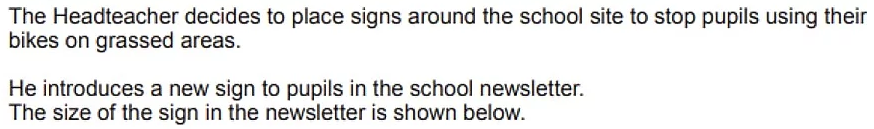 The Headteacher decides to place signs around the school site to stop pupils using their
bikes on grassed areas.
He introduces a new sign to pupils in the school newsletter.
The size of the sign in the newsletter is shown below.